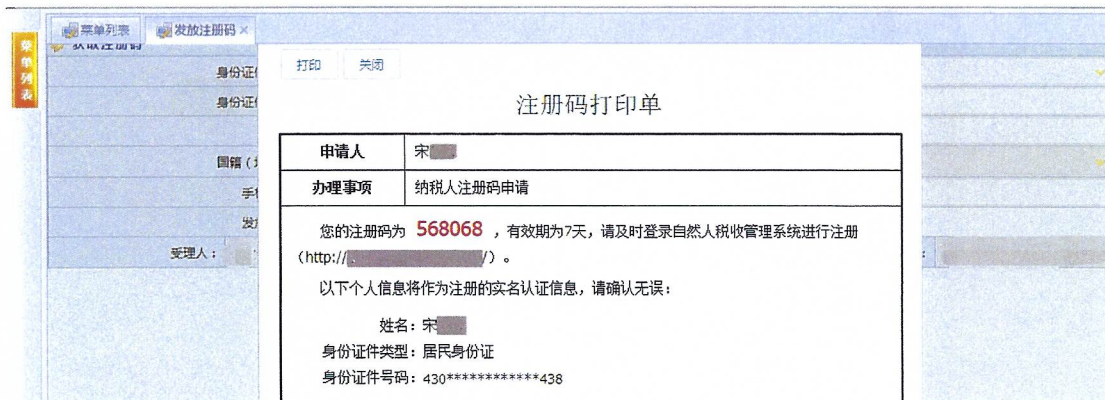 菜单列表
菜单列表
发放注册码 ×
获取注册码
身份证
身份证
国籍（
手
发
受理人：
打印 关闭
注册码打印单
申请人 宋
办理事项 纳税人注册码申请
您的注册码为 568068 ，有效期为7天，请及时登录自然人税收管理系统进行注册
（http:// /）。
以下个人信息将作为注册的实名认证信息，请确认无误：
姓名：宋
身份证件类型：居民身份证
身份证件号码：430************438